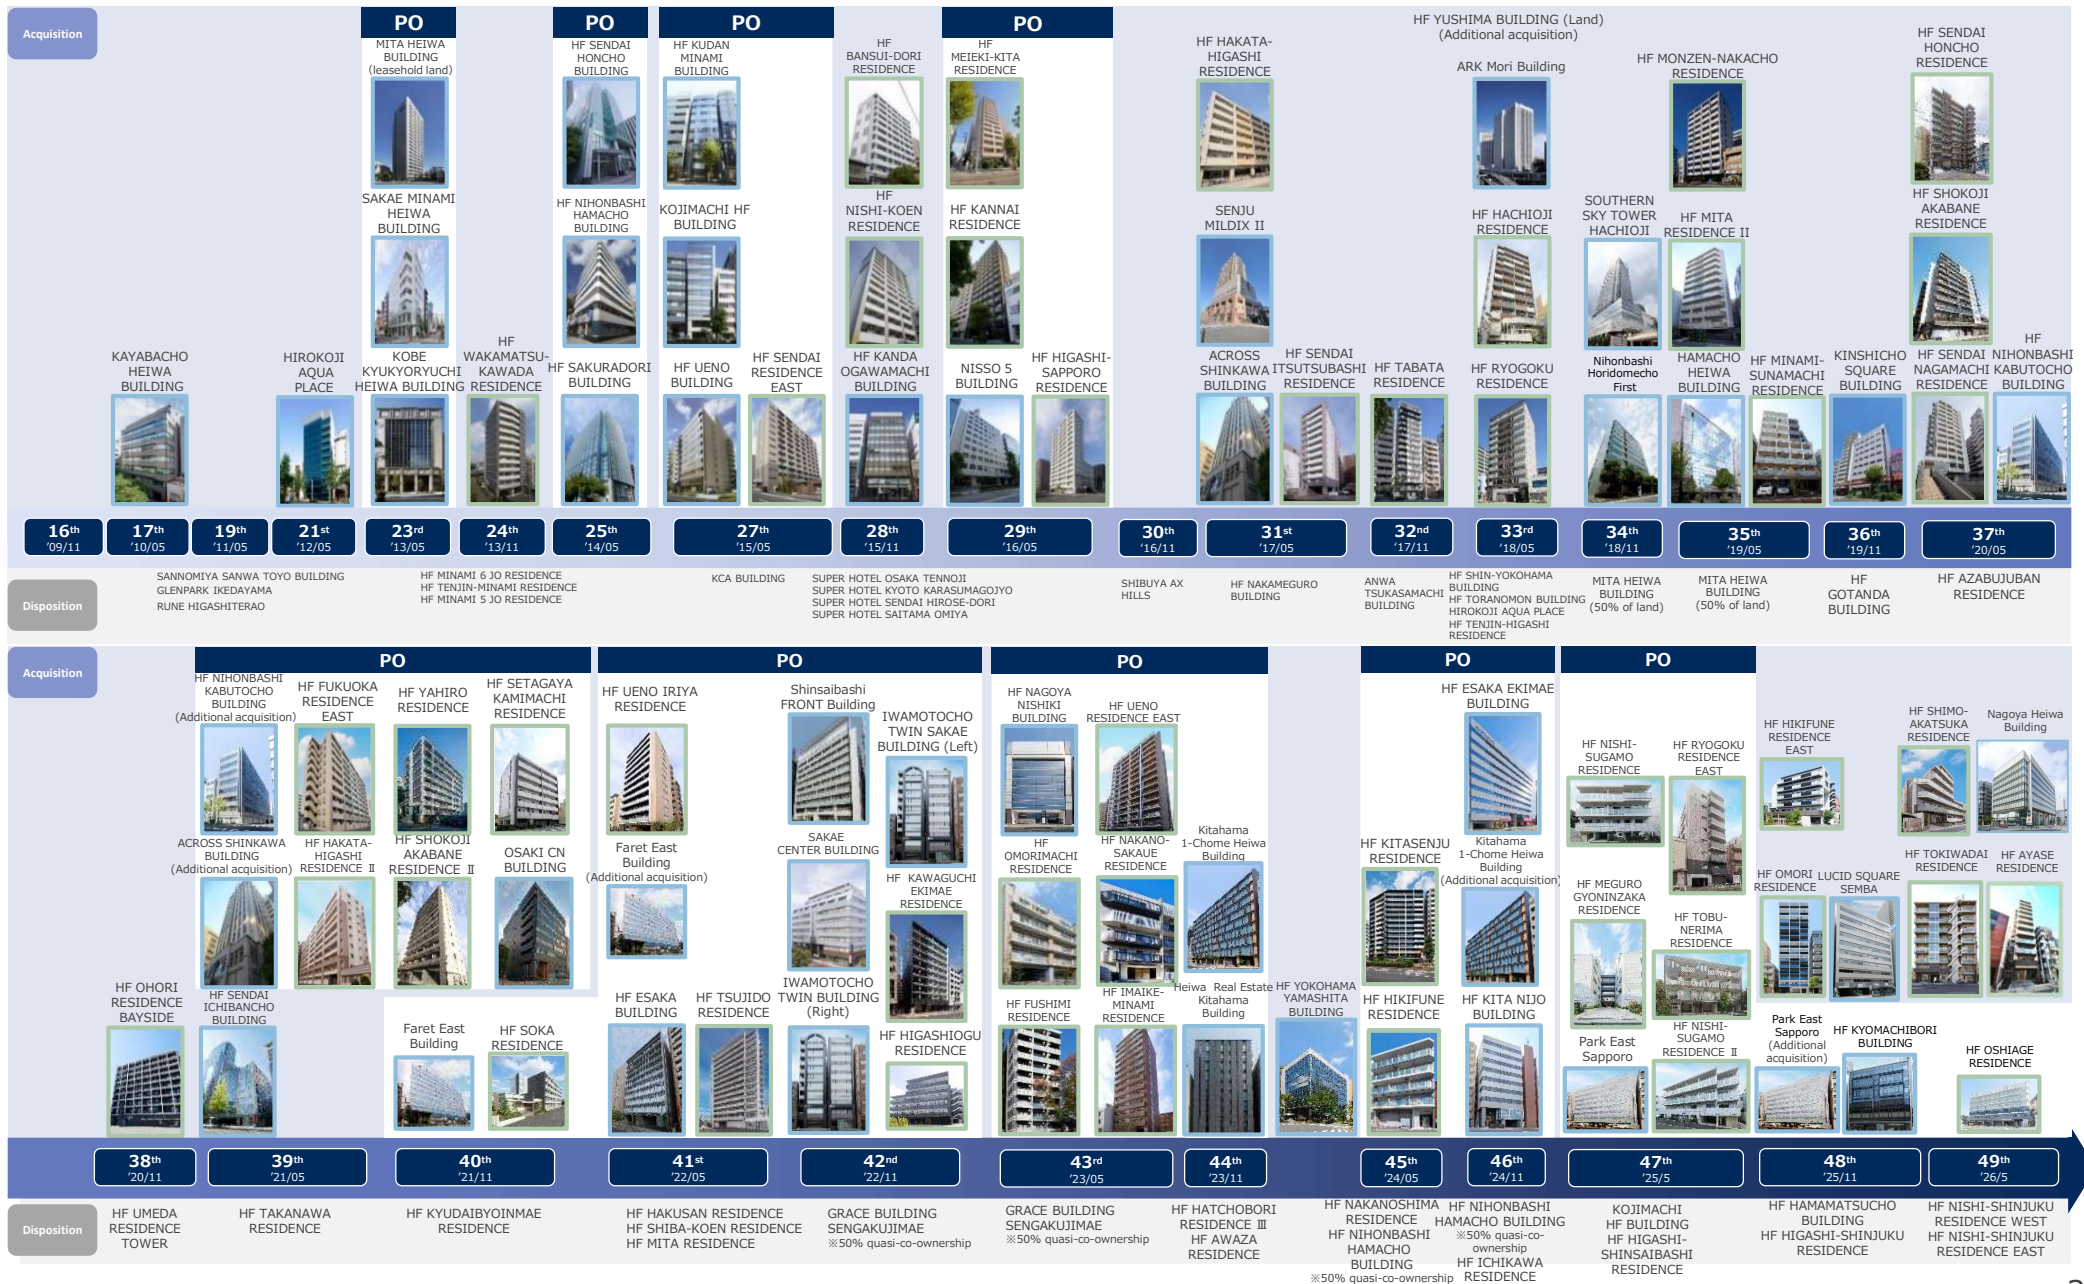 Acquisition
PO
MITA HEIWA
BUILDING
(leasehold land)
SAKAE MINAMI
HEIWA
BUILDING
KOBE
KYUKYORYUCHI
HEIWA BUILDING
PO
HF SENDAI
HONCHO
BUILDING
HF NIHONBASHI
HAMACHO
BUILDING
HF SAKURADORI
BUILDING
PO
HF KUDAN
MINAMI
BUILDING
KOJIMACHI HF
BUILDING
HF UENO
BUILDING
HF SENDAI
RESIDENCE
EAST
HF
BANSUI-DORI
RESIDENCE
HF
NISHI-KOEN
RESIDENCE
HF KANDA
OGAWAMACHI
BUILDING
PO
HF
MEIEKI-KITA
RESIDENCE
HF KANNAI
RESIDENCE
NISSO 5
BUILDING
HF HIGASHI-
SAPPORO
RESIDENCE
KAYABACHO
HEIWA
BUILDING
HIROKOJI
AQUA
PLACE
HF
WAKAMATSU-
KAWADA
RESIDENCE
HF HAKATA-
HIGASHI
RESIDENCE
SENJU
MILDIX II
ACROSS
SHINKAWA
BUILDING
HF SENDAI
ITSUTSUBASHI
RESIDENCE
HF TABATA
RESIDENCE
HF YUSHIMA BUILDING (Land)
(Additional acquisition)
ARK Mori Building
HF HACHIOJI
RESIDENCE
HF RYOGOKU
RESIDENCE
SOUTHERN
SKY TOWER
HACHIOJI
Nihonbashi
Horidomecho
First
HF MONZEN-NAKACHO
RESIDENCE
HF MITA
RESIDENCE II
HAMACHO
HEIWA
BUILDING
HF MINAMI-
SUNAMACHI
RESIDENCE
KINSHICHO
SQUARE
BUILDING
HF SENDAI
HONCHO
RESIDENCE
HF SHOKOJI
AKABANE
RESIDENCE
HF SENDAI
NAGAMACHI
RESIDENCE
HF
NIHONBASHI
KABUTOCHO
BUILDING
16th
'09/11
17th
'10/05
19th
'11/05
21st
'12/05
23rd
'13/05
24th
'13/11
25th
'14/05
27th
'15/05
28th
'15/11
29th
'16/05
30th
'16/11
31st
'17/05
32nd
'17/11
33rd
'18/05
34th
'18/11
35th
'19/05
36th
'19/11
37th
'20/05
Disposition
SANNOMIYA SANWA TOYO BUILDING
GLENPARK IKEDAYAMA
RUNE HIGASHITERAO
HF MINAMI 6 JO RESIDENCE
HF TENJIN-MINAMI RESIDENCE
HF MINAMI 5 JO RESIDENCE
KCA BUILDING
SUPER HOTEL OSAKA TENNOJI
SUPER HOTEL KYOTO KARASUMAGOJYO
SUPER HOTEL SENDAI HIROSE-DORI
SUPER HOTEL SAITAMA OMIYA
SHIBUYA AX
HILLS
HF NAKAMEGURO
BUILDING
ANWA
TSUKASAMACHI
BUILDING
HF SHIN-YOKOHAMA
BUILDING
HF TORANOMON BUILDING
HIROKOJI AQUA PLACE
HF TENJIN-HIGASHI
RESIDENCE
MITA HEIWA
BUILDING
(50% of land)
MITA HEIWA
BUILDING
(50% of land)
HF
GOTANDA
BUILDING
HF AZABUJUBAN
RESIDENCE
Acquisition
HF OHORI
RESIDENCE
BAYSIDE
PO
HF NIHONBASHI
KABUTOCHO
BUILDING
(Additional acquisition)
HF FUKUOKA
RESIDENCE
EAST
HF YAHIRO
RESIDENCE
HF SETAGAYA
KAMIMACHI
RESIDENCE
ACROSS SHINKAWA
BUILDING
(Additional acquisition)
HF HAKATA-
HIGASHI
RESIDENCE Ⅱ
HF SHOKOJI
AKABANE
RESIDENCE Ⅱ
OSAKI CN
BUILDING
HF SENDAI
ICHIBANCHO
BUILDING
Faret East
Building
HF SOKA
RESIDENCE
PO
HF UENO IRIYA
RESIDENCE
Shinsaibashi
FRONT Building
IWAMOTOCHO
TWIN SAKAE
BUILDING (Left)
Faret East
Building
(Additional acquisition)
SAKAE
CENTER BUILDING
HF KAWAGUCHI
EKIMAE
RESIDENCE
HF ESAKA
BUILDING
HF TSUJIDO
RESIDENCE
IWAMOTOCHO
TWIN BUILDING
(Right)
HF HIGASHIOGU
RESIDENCE
PO
HF NAGOYA
NISHIKI
BUILDING
HF UENO
RESIDENCE EAST
HF
OMORIMACHI
RESIDENCE
HF NAKANO-
SAKAUE
RESIDENCE
Kitahama
1-Chome Heiwa
Building
HF FUSHIMI
RESIDENCE
HF IMAIKE-
MINAMI
RESIDENCE
Heiwa Real Estate
Kitahama
Building
HF YOKOHAMA
YAMASHITA
BUILDING
PO
HF ESAKA EKIMAE
BUILDING
HF KITASENJU
RESIDENCE
Kitahama
1-Chome Heiwa
Building
(Additional acquisition)
HF HIKIFUNE
RESIDENCE
HF KITA NIJO
BUILDING
PO
HF NISHI-
SUGAMO
RESIDENCE
HF RYOGOKU
RESIDENCE
EAST
HF MEGURO
GYONINZAKA
RESIDENCE
HF TOBU-
NERIMA
RESIDENCE
Park East
Sapporo
HF NISHI-
SUGAMO
RESIDENCE Ⅱ
HF HIKIFUNE
RESIDENCE
EAST
HF OMORI
RESIDENCE
LUCID SQUARE
SEMBA
Park East
Sapporo
(Additional
acquisition)
HF KYOMACHIBORI
BUILDING
HF SHIMO-
AKATSUKA
RESIDENCE
Nagoya Heiwa
Building
HF TOKIWADAI
RESIDENCE
HF AYASE
RESIDENCE
HF OSHIAGE
RESIDENCE
38th
'20/11
39th
'21/05
40th
'21/11
41st
'22/05
42nd
'22/11
43rd
'23/05
44th
'23/11
45th
'24/05
46th
'24/11
47th
'25/5
48th
'25/11
49th
'26/5
Disposition
HF UMEDA
RESIDENCE
TOWER
HF TAKANAWA
RESIDENCE
HF KYUDAIBYOINMAE
RESIDENCE
HF HAKUSAN RESIDENCE
HF SHIBA-KOEN RESIDENCE
HF MITA RESIDENCE
GRACE BUILDING
SENGAKUJIMAE
※50% quasi-co-ownership
GRACE BUILDING
SENGAKUJIMAE
※50% quasi-co-ownership
HF HATCHOBORI
RESIDENCE Ⅲ
HF AWAZA
RESIDENCE
HF NAKANOSHIMA
RESIDENCE
HF NIHONBASHI
HAMACHO
BUILDING
※50% quasi-co-ownership
HF NIHONBASHI
HAMACHO BUILDING
※50% quasi-co-
ownership
HF ICHIKAWA
RESIDENCE
KOJIMACHI
HF BUILDING
HF HIGASHI-
SHINSAIBASHI
RESIDENCE
HF HAMAMATSUCHO
BUILDING
HF HIGASHI-SHINJUKU
RESIDENCE
HF NISHI-SHINJUKU
RESIDENCE WEST
HF NISHI-SHINJUKU
RESIDENCE EAST